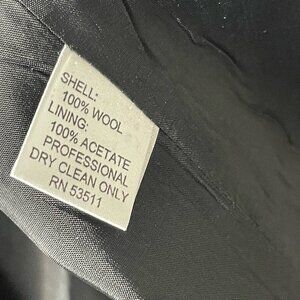 SHELL:
100% WOOL
LINING:
100% ACETATE
PROFESSIONAL
DRY CLEAN ONLY
RN 53511